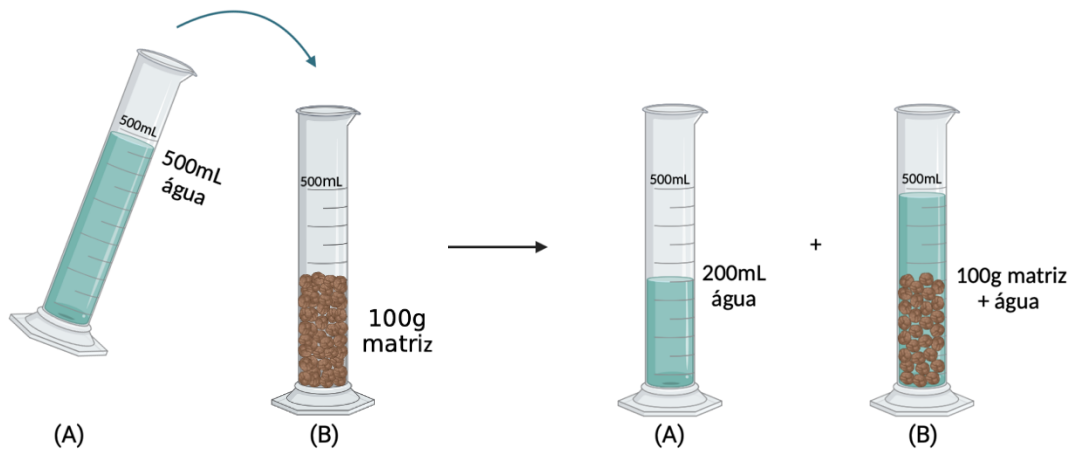 500mL
500mL
água
500mL
100g
matriz
500mL
200mL
água
+
500mL
100g matriz
+ água
(A)
(B)
(A)
(B)